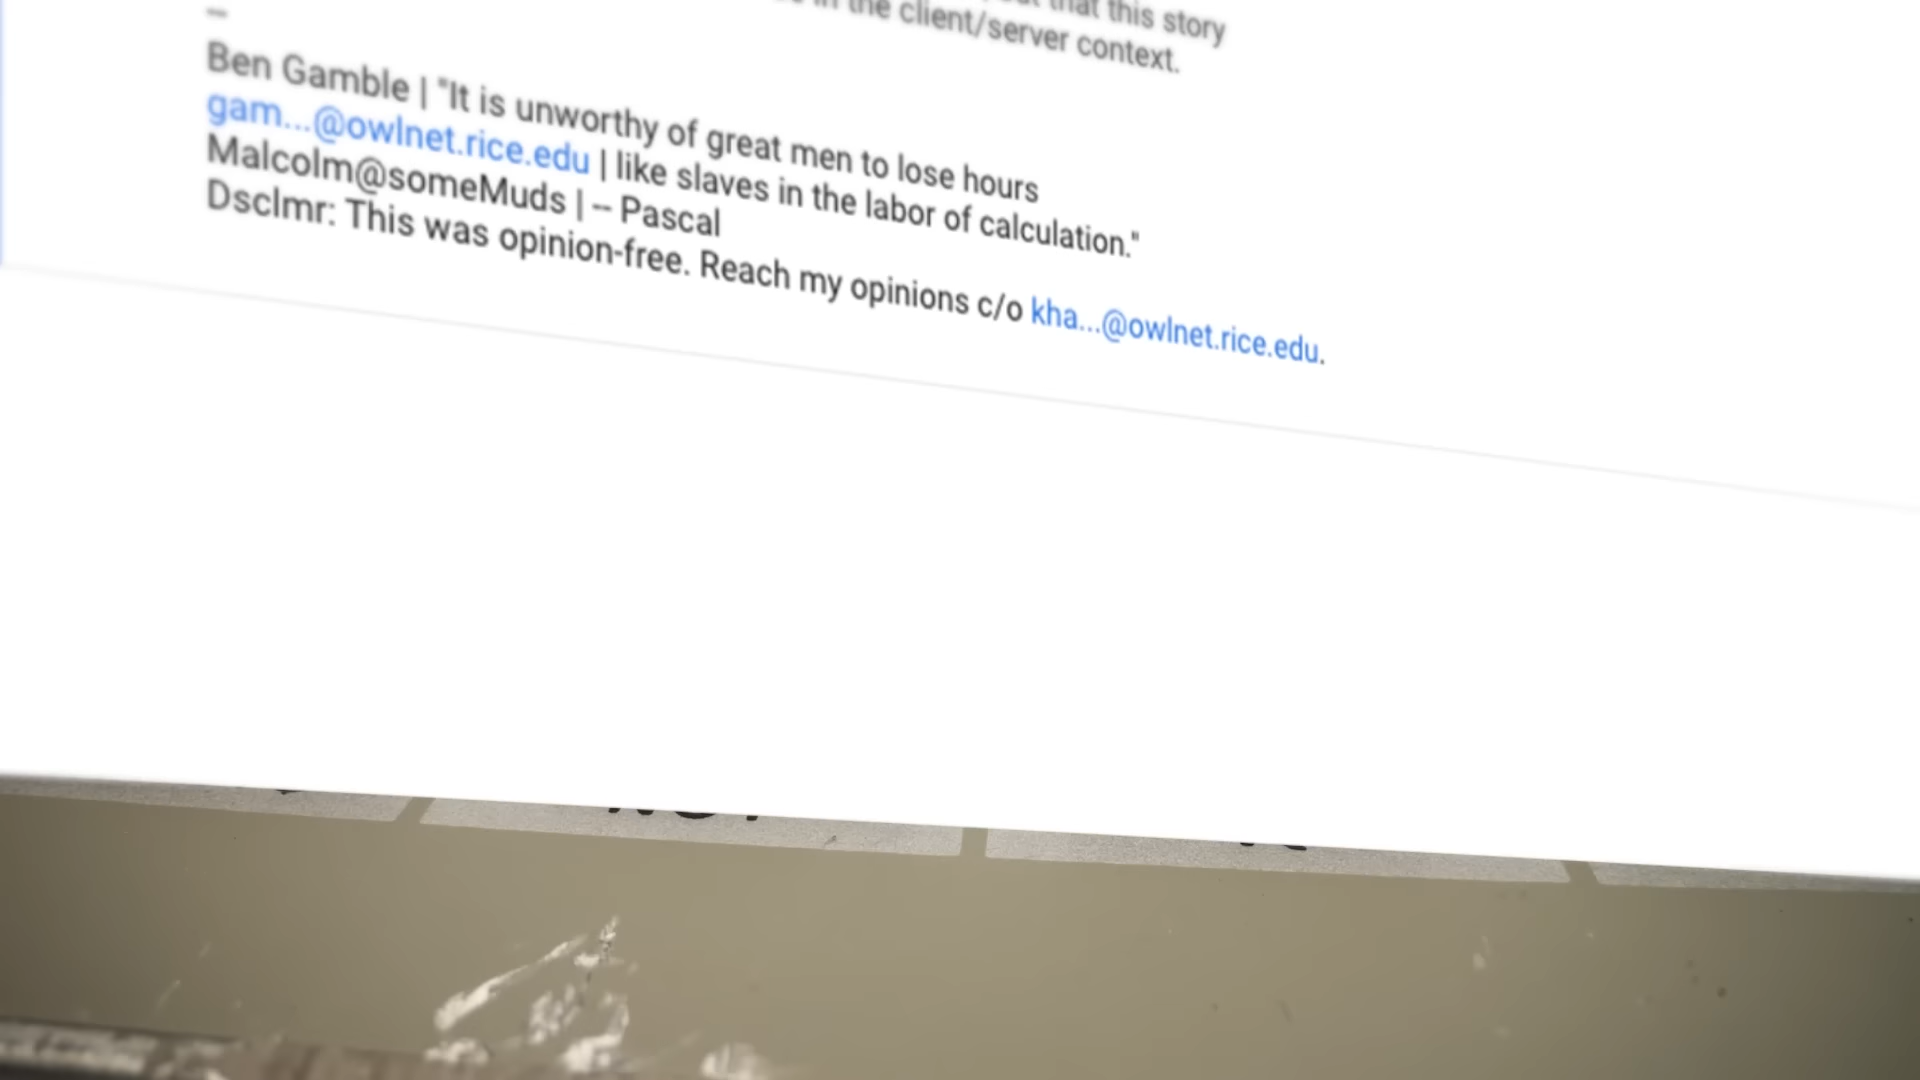 that this story
in the client/server context.
--
Ben Gamble | "It is unworthy of great men to lose hours
gam...@owlnet.rice.edu | like slaves in the labor of calculation."
Malcolm@someMuds | -- Pascal
Dsclmr: This was opinion-free. Reach my opinions c/o kha...@owlnet.rice.edu.